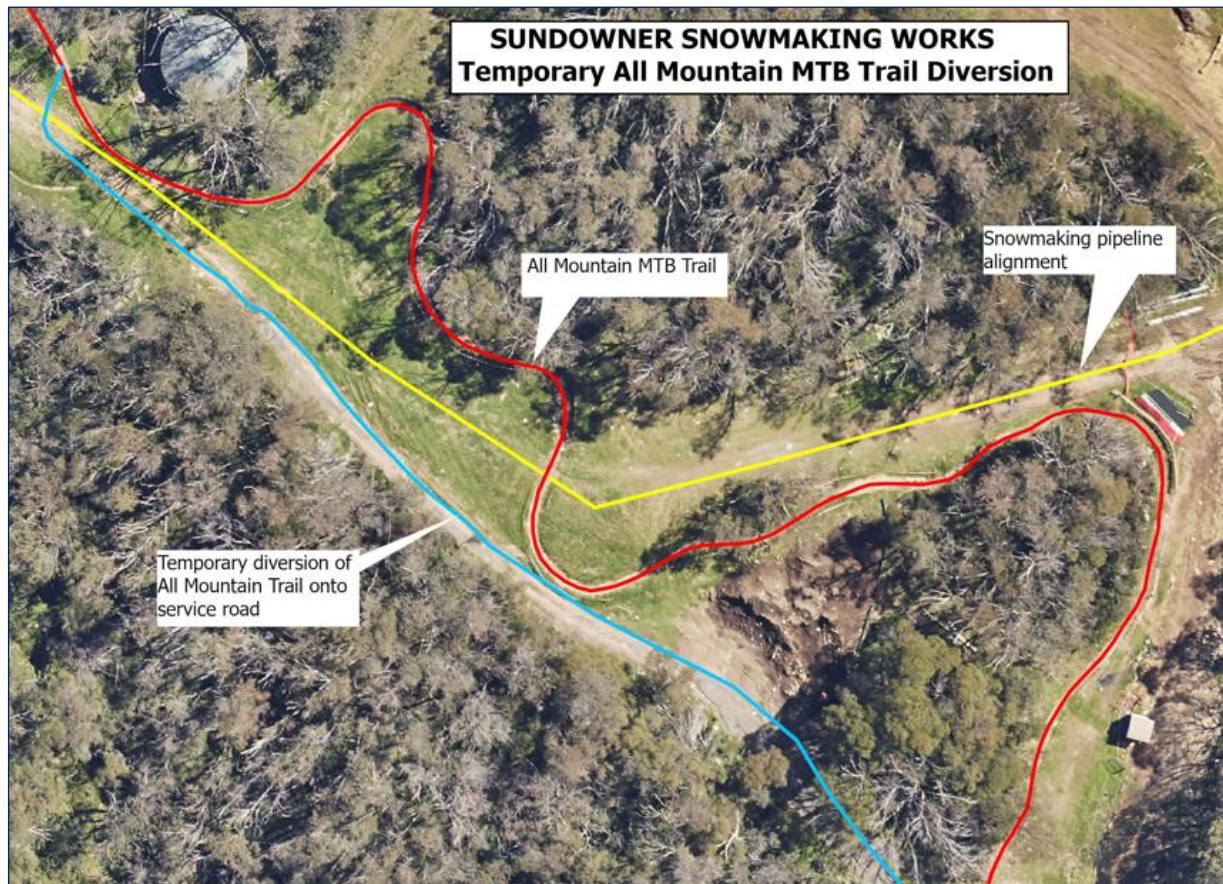 SUNDOWNER SNOWMAKING WORKS
Temporary All Mountain MTB Trail Diversion
Snowmaking pipeline
alignment
All Mountain MTB Trail
Temporary diversion of
All Mountain Trail onto
service road